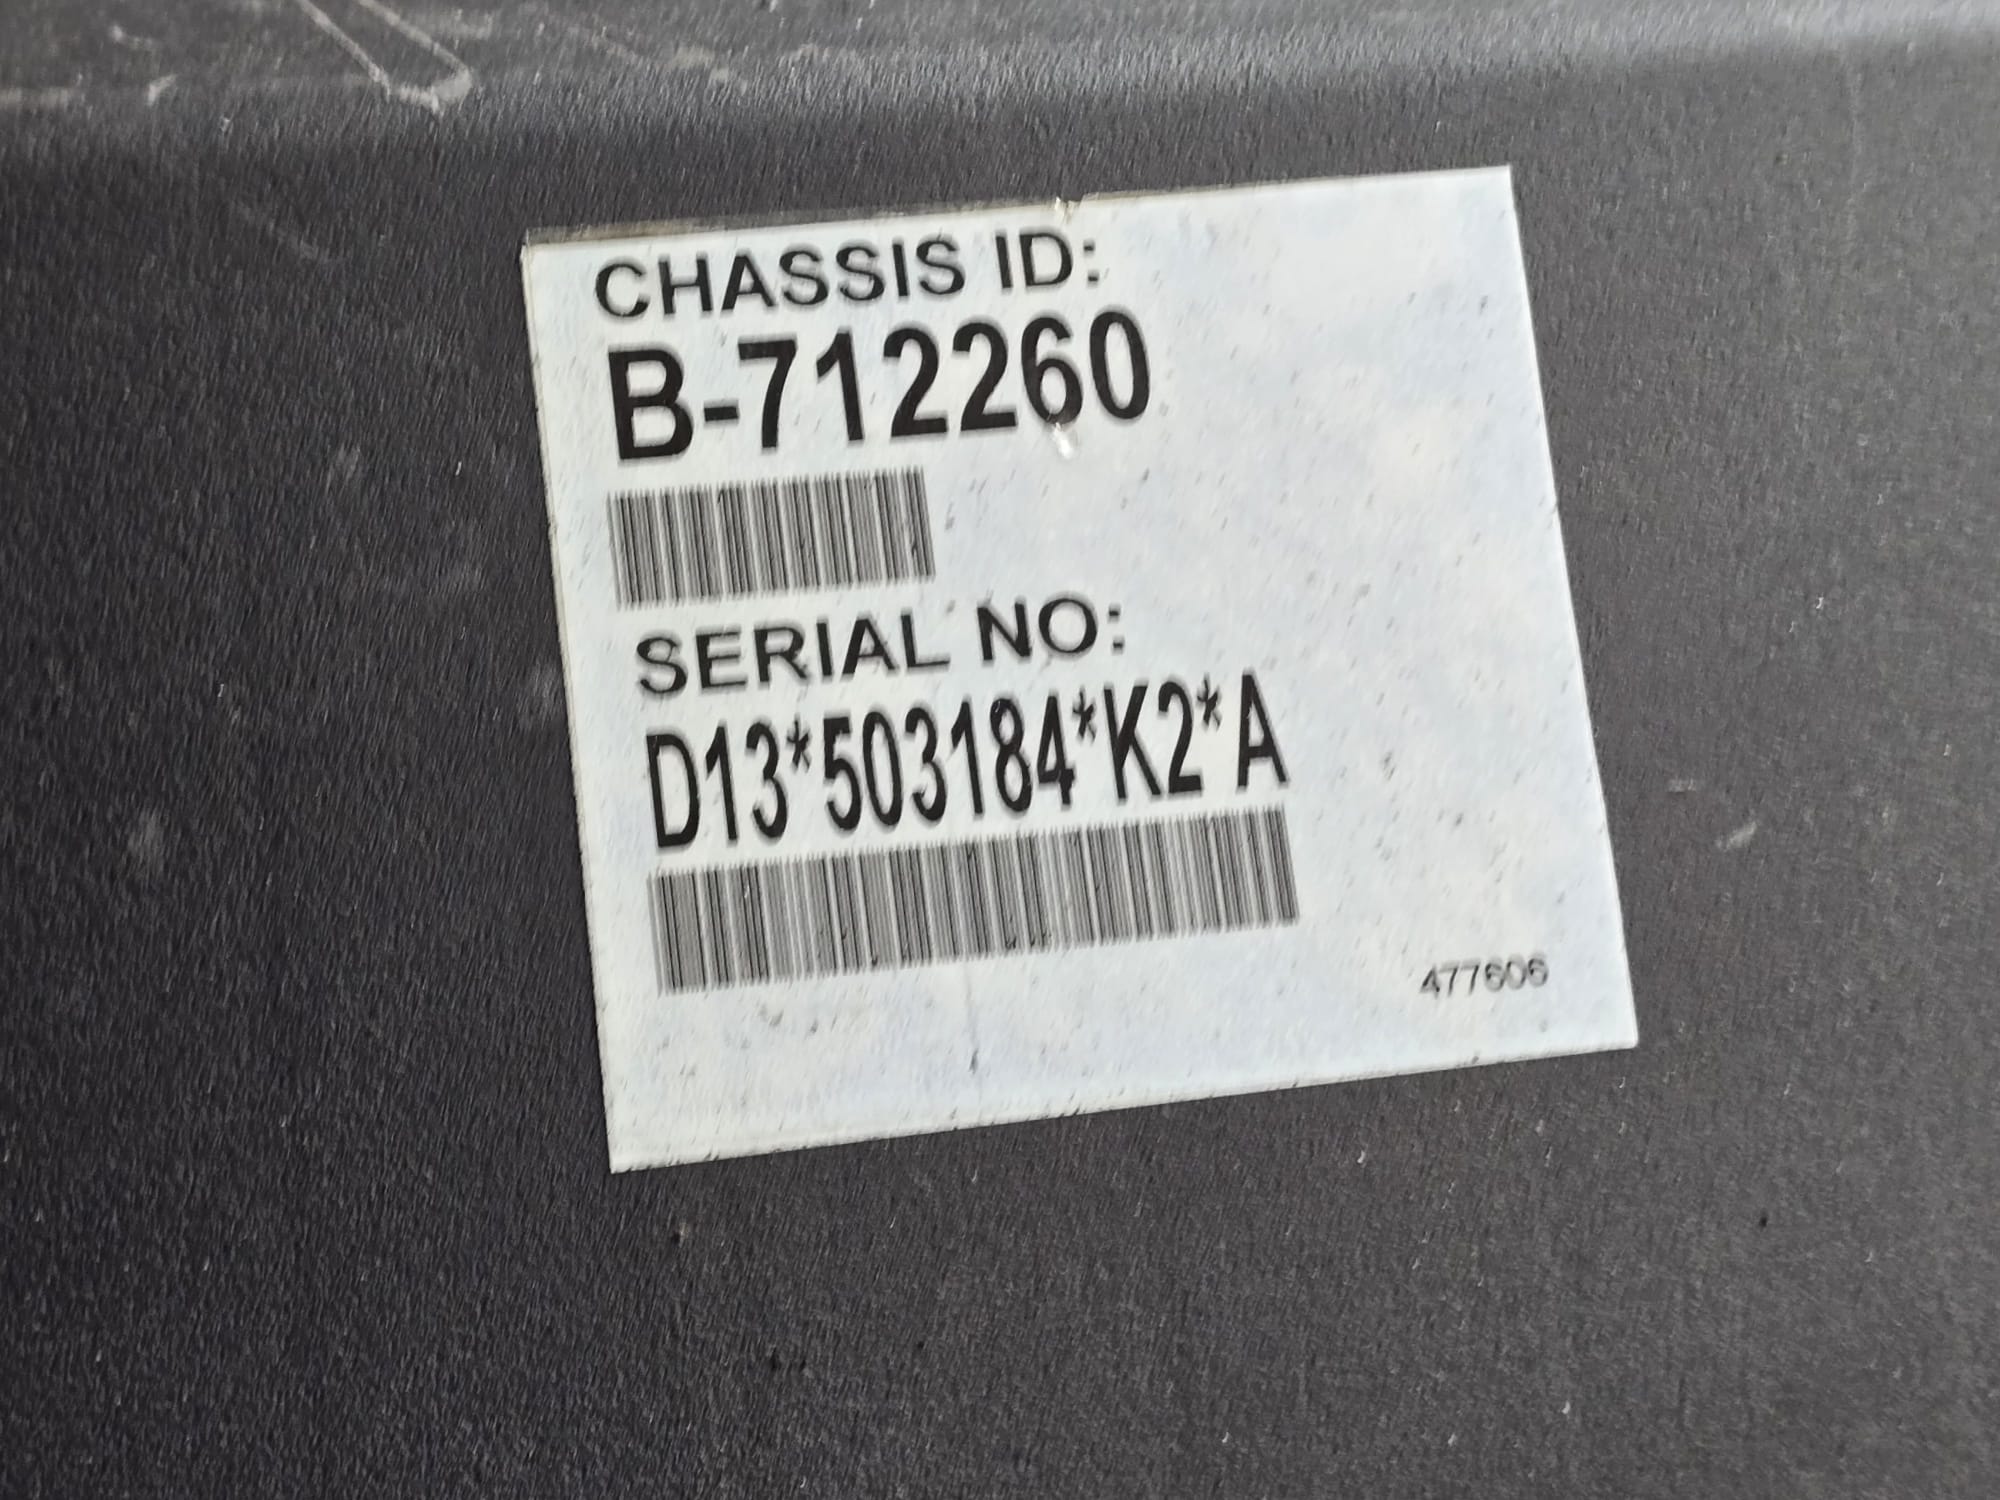 CHASSIS ID:
B-712260
SERIAL NO:
D13*503184*K2*A
477606